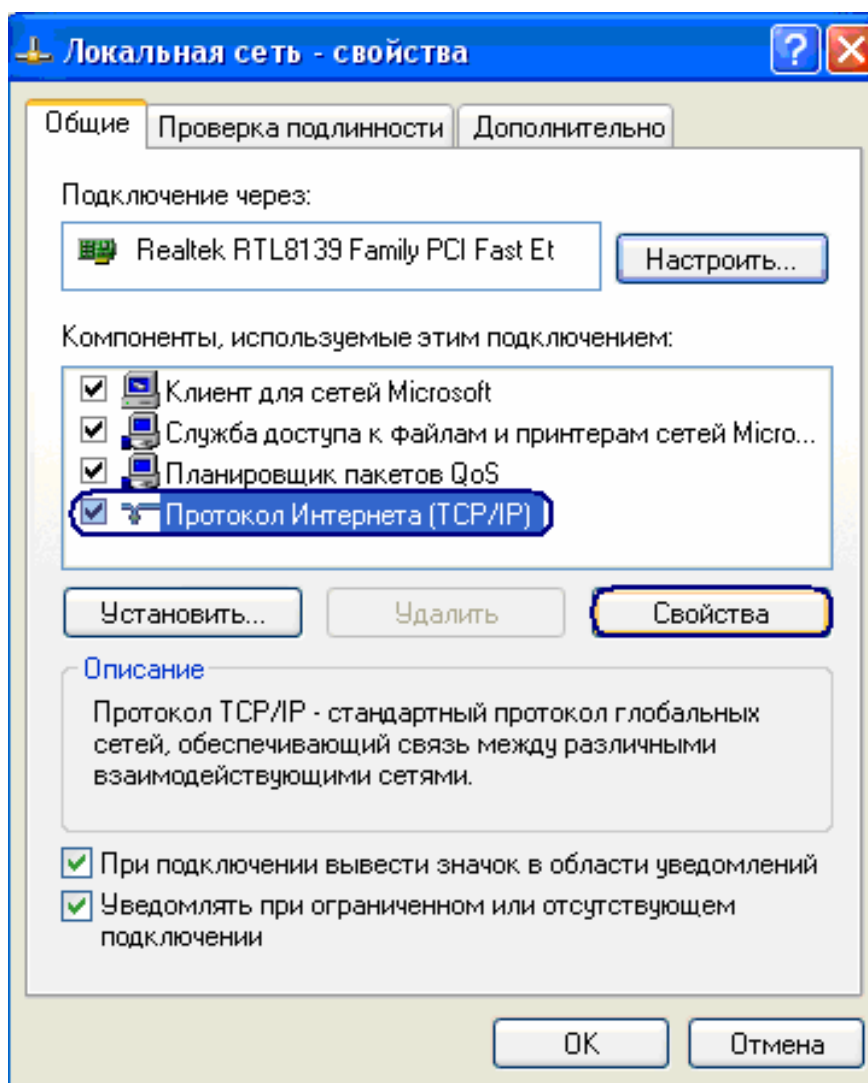 Локальная сеть - свойства
Общие
Проверка подлинности
Дополнительно
Подключение через:
Realtek RTL8139 Family PCI Fast Et
Настроить...
Компоненты, используемые этим подключением:
Клиент для сетей Microsoft
Служба доступа к файлам и принтерам сетей Micro...
Планировщик пакетов QoS
Протокол Интернета (TCP/IP)
Установить...
Удалить
Свойства
Описание
Протокол TCP/IP - стандартный протокол глобальных
сетей, обеспечивающий связь между различными
взаимодействующими сетями.
При подключении вывести значок в области уведомлений
Уведомлять при ограниченном или отсутствующем
подключении
OK
Отмена